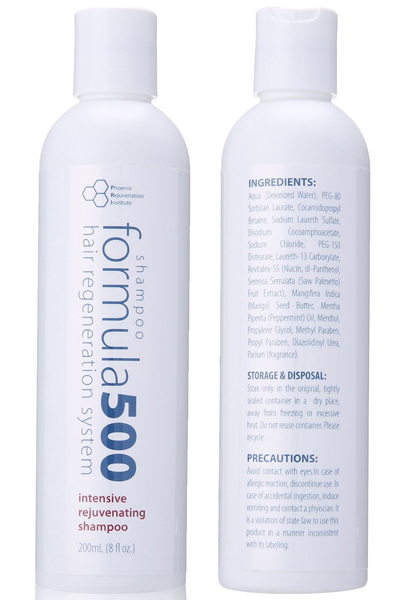 Phoenix
Rejuvenation
Institute
shampoo
formula500
hair regeneration system
intensive
rejuvenating
shampoo
200mL (8 fl oz.)
INGREDIENTS:
Aqua (Deionized Water), PEG-80
Sorbitan Laurate, Cocamidopropyl
Betaine, Sodium Laureth Sulfate,
Disodium Cocoamphoacetate,
Sodium Chloride, PEG-150
Distearate, Laureth-13 Carboxylate,
Revitalex-SS (Niacin, dl-Panthenol,
Serenoa Serrulata (Saw Palmetto)
Fruit Extract), Mangifera Indica
(Mango) Seed Butter, Mentha
Piperita (Peppermint) Oil, Menthol,
Propylene Glycol, Methyl Paraben,
Propyl Paraben, Diazolidinyl Urea,
Parfum (fragrance).
STORAGE & DISPOSAL:
Store only in the original, tightly
sealed container in a dry place,
away from freezing or excessive
heat. Do not reuse container. Please
recycle.
PRECAUTIONS:
Avoid contact with eyes.In case of
allergic reaction, discontinue use. In
case of accidental ingestion, induce
vomiting and contact a phyiscian. It
is a violation of state law to use this
product in a manner inconsistent
with its labeling.